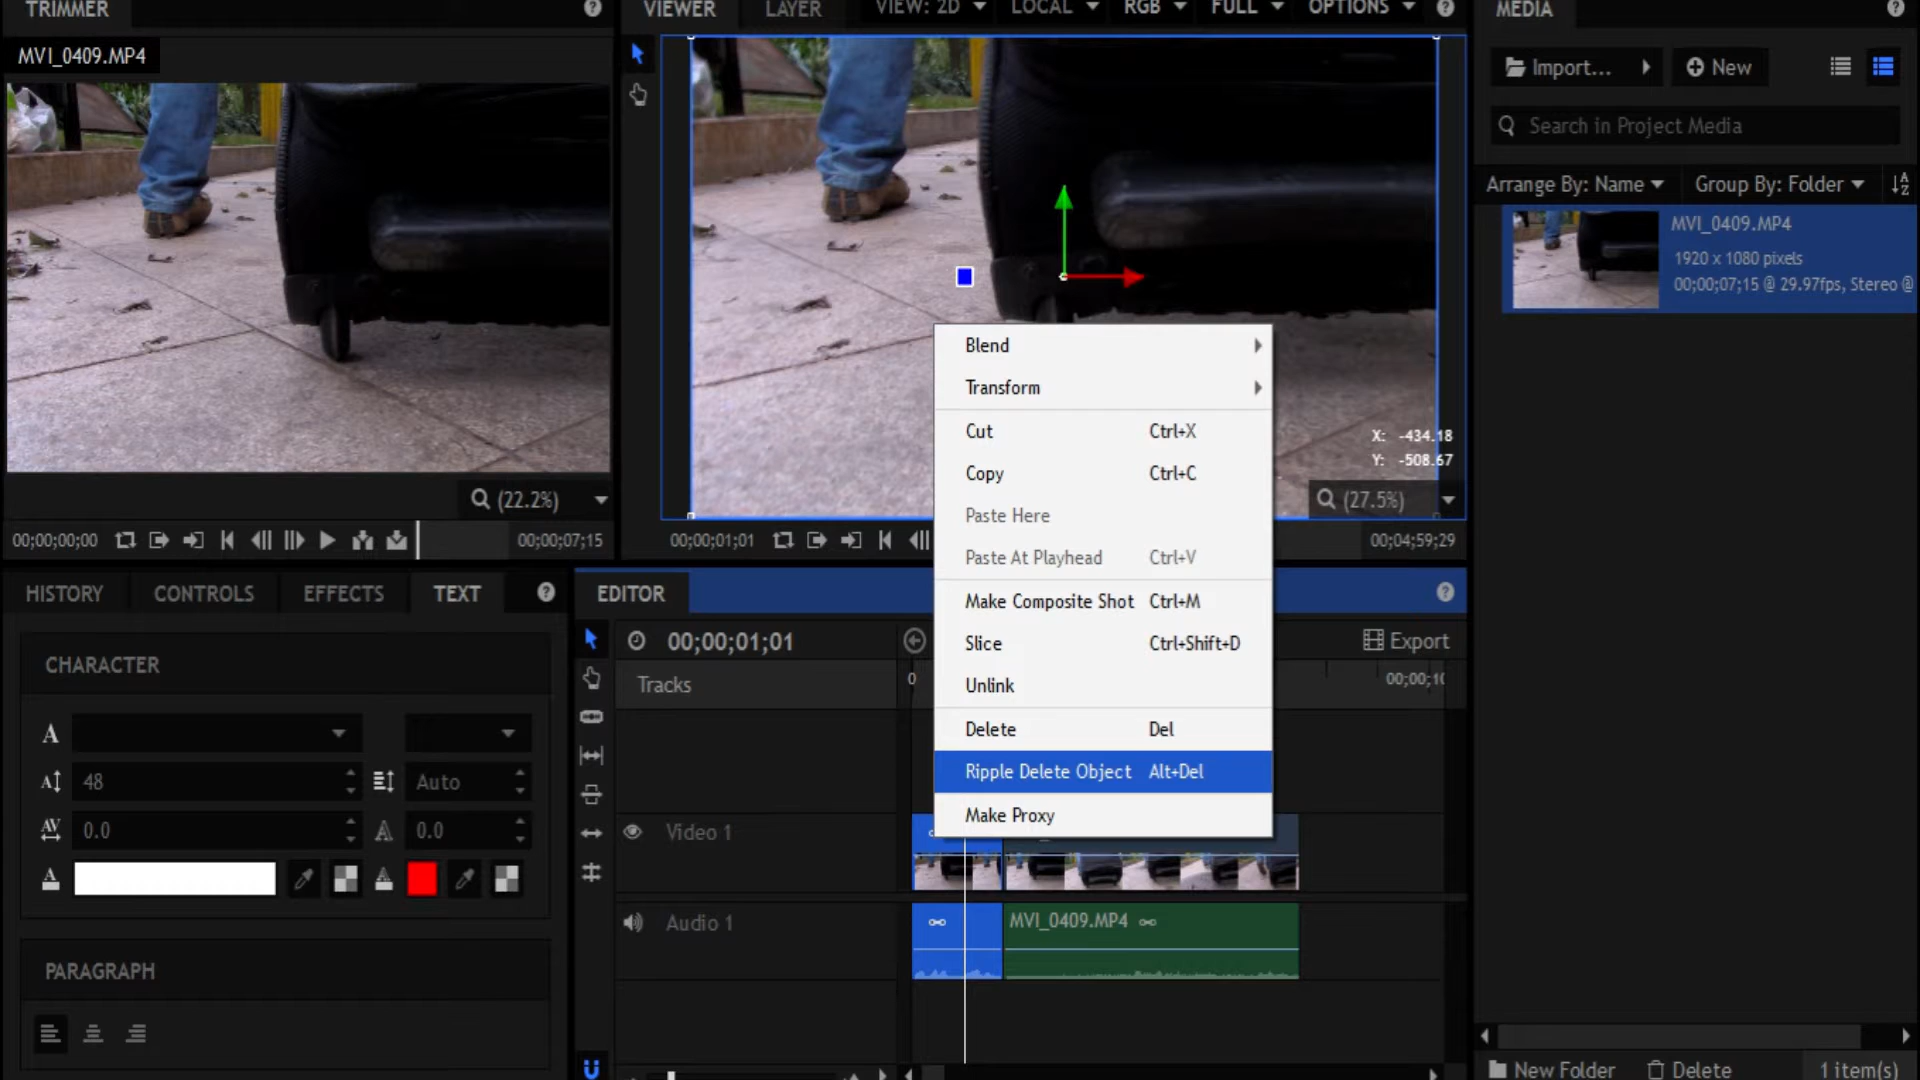 TRIMMER
MVI_0409.MP4
(22.2%)
00;00;00;00
00;00;07;15
VIEWER LAYER VIEW: 2D LOCAL RGB FULL OPTIONS
X: -434.18
Y: -508.67
(27.5%)
00;00;01;01
00;04;59;29
Blend
Transform
Cut Ctrl+X
Copy Ctrl+C
Paste Here
Paste At Playhead Ctrl+V
Make Composite Shot Ctrl+M
Slice Ctrl+Shift+D
Unlink
Delete Del
Ripple Delete Object Alt+Del
Make Proxy
MEDIA
Import... New
Search in Project Media
Arrange By: Name Group By: Folder
MVI_0409.MP4
1920 x 1080 pixels
00;00;07;15 @ 29.97fps, Stereo @
New Folder Delete 1 item(s)
HISTORY CONTROLS EFFECTS TEXT
CHARACTER
48 Auto
0.0 0.0
PARAGRAPH
EDITOR
00;00;01;01 Export
Tracks 0 00;00;10
Video 1
Audio 1 MVI_0409.MP4